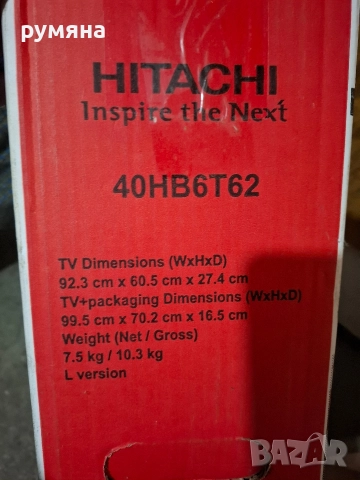 румяна
HITACHI
Inspire the Next
40HB6T62
TV Dimensions (WxHxD)
92.3 cm x 60.5 cm x 27.4 cm
TV+packaging Dimensions (WxHxD)
99.5 cm x 70.2 cm x 16.5 cm
Weight (Net / Gross)
7.5 kg / 10.3 kg
L version
BAZAR